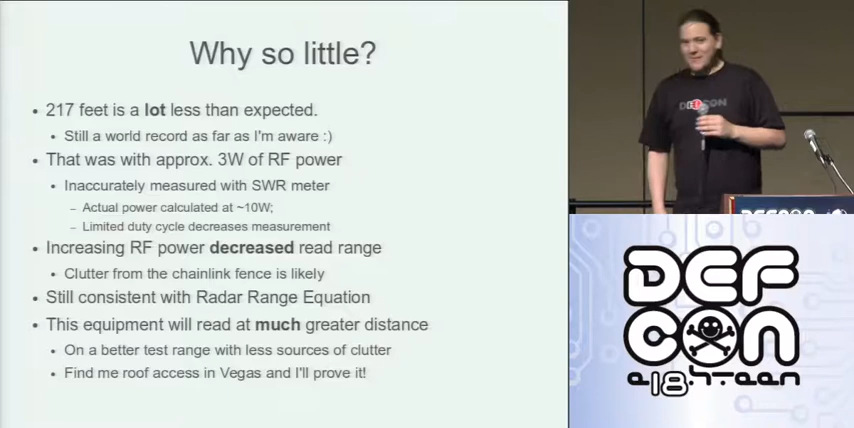 Why so little?
217 feet is a lot less than expected.
Still a world record as far as I'm aware :)
That was with approx. 3W of RF power
Inaccurately measured with SWR meter
Actual power calculated at ~10W;
Limited duty cycle decreases measurement
Increasing RF power decreased read range
Clutter from the chainlink fence is likely
Still consistent with Radar Range Equation
This equipment will read at much greater distance
On a better test range with less sources of clutter
Find me roof access in Vegas and I'll prove it!
DEFCON
DEF
CON
e18h-teen